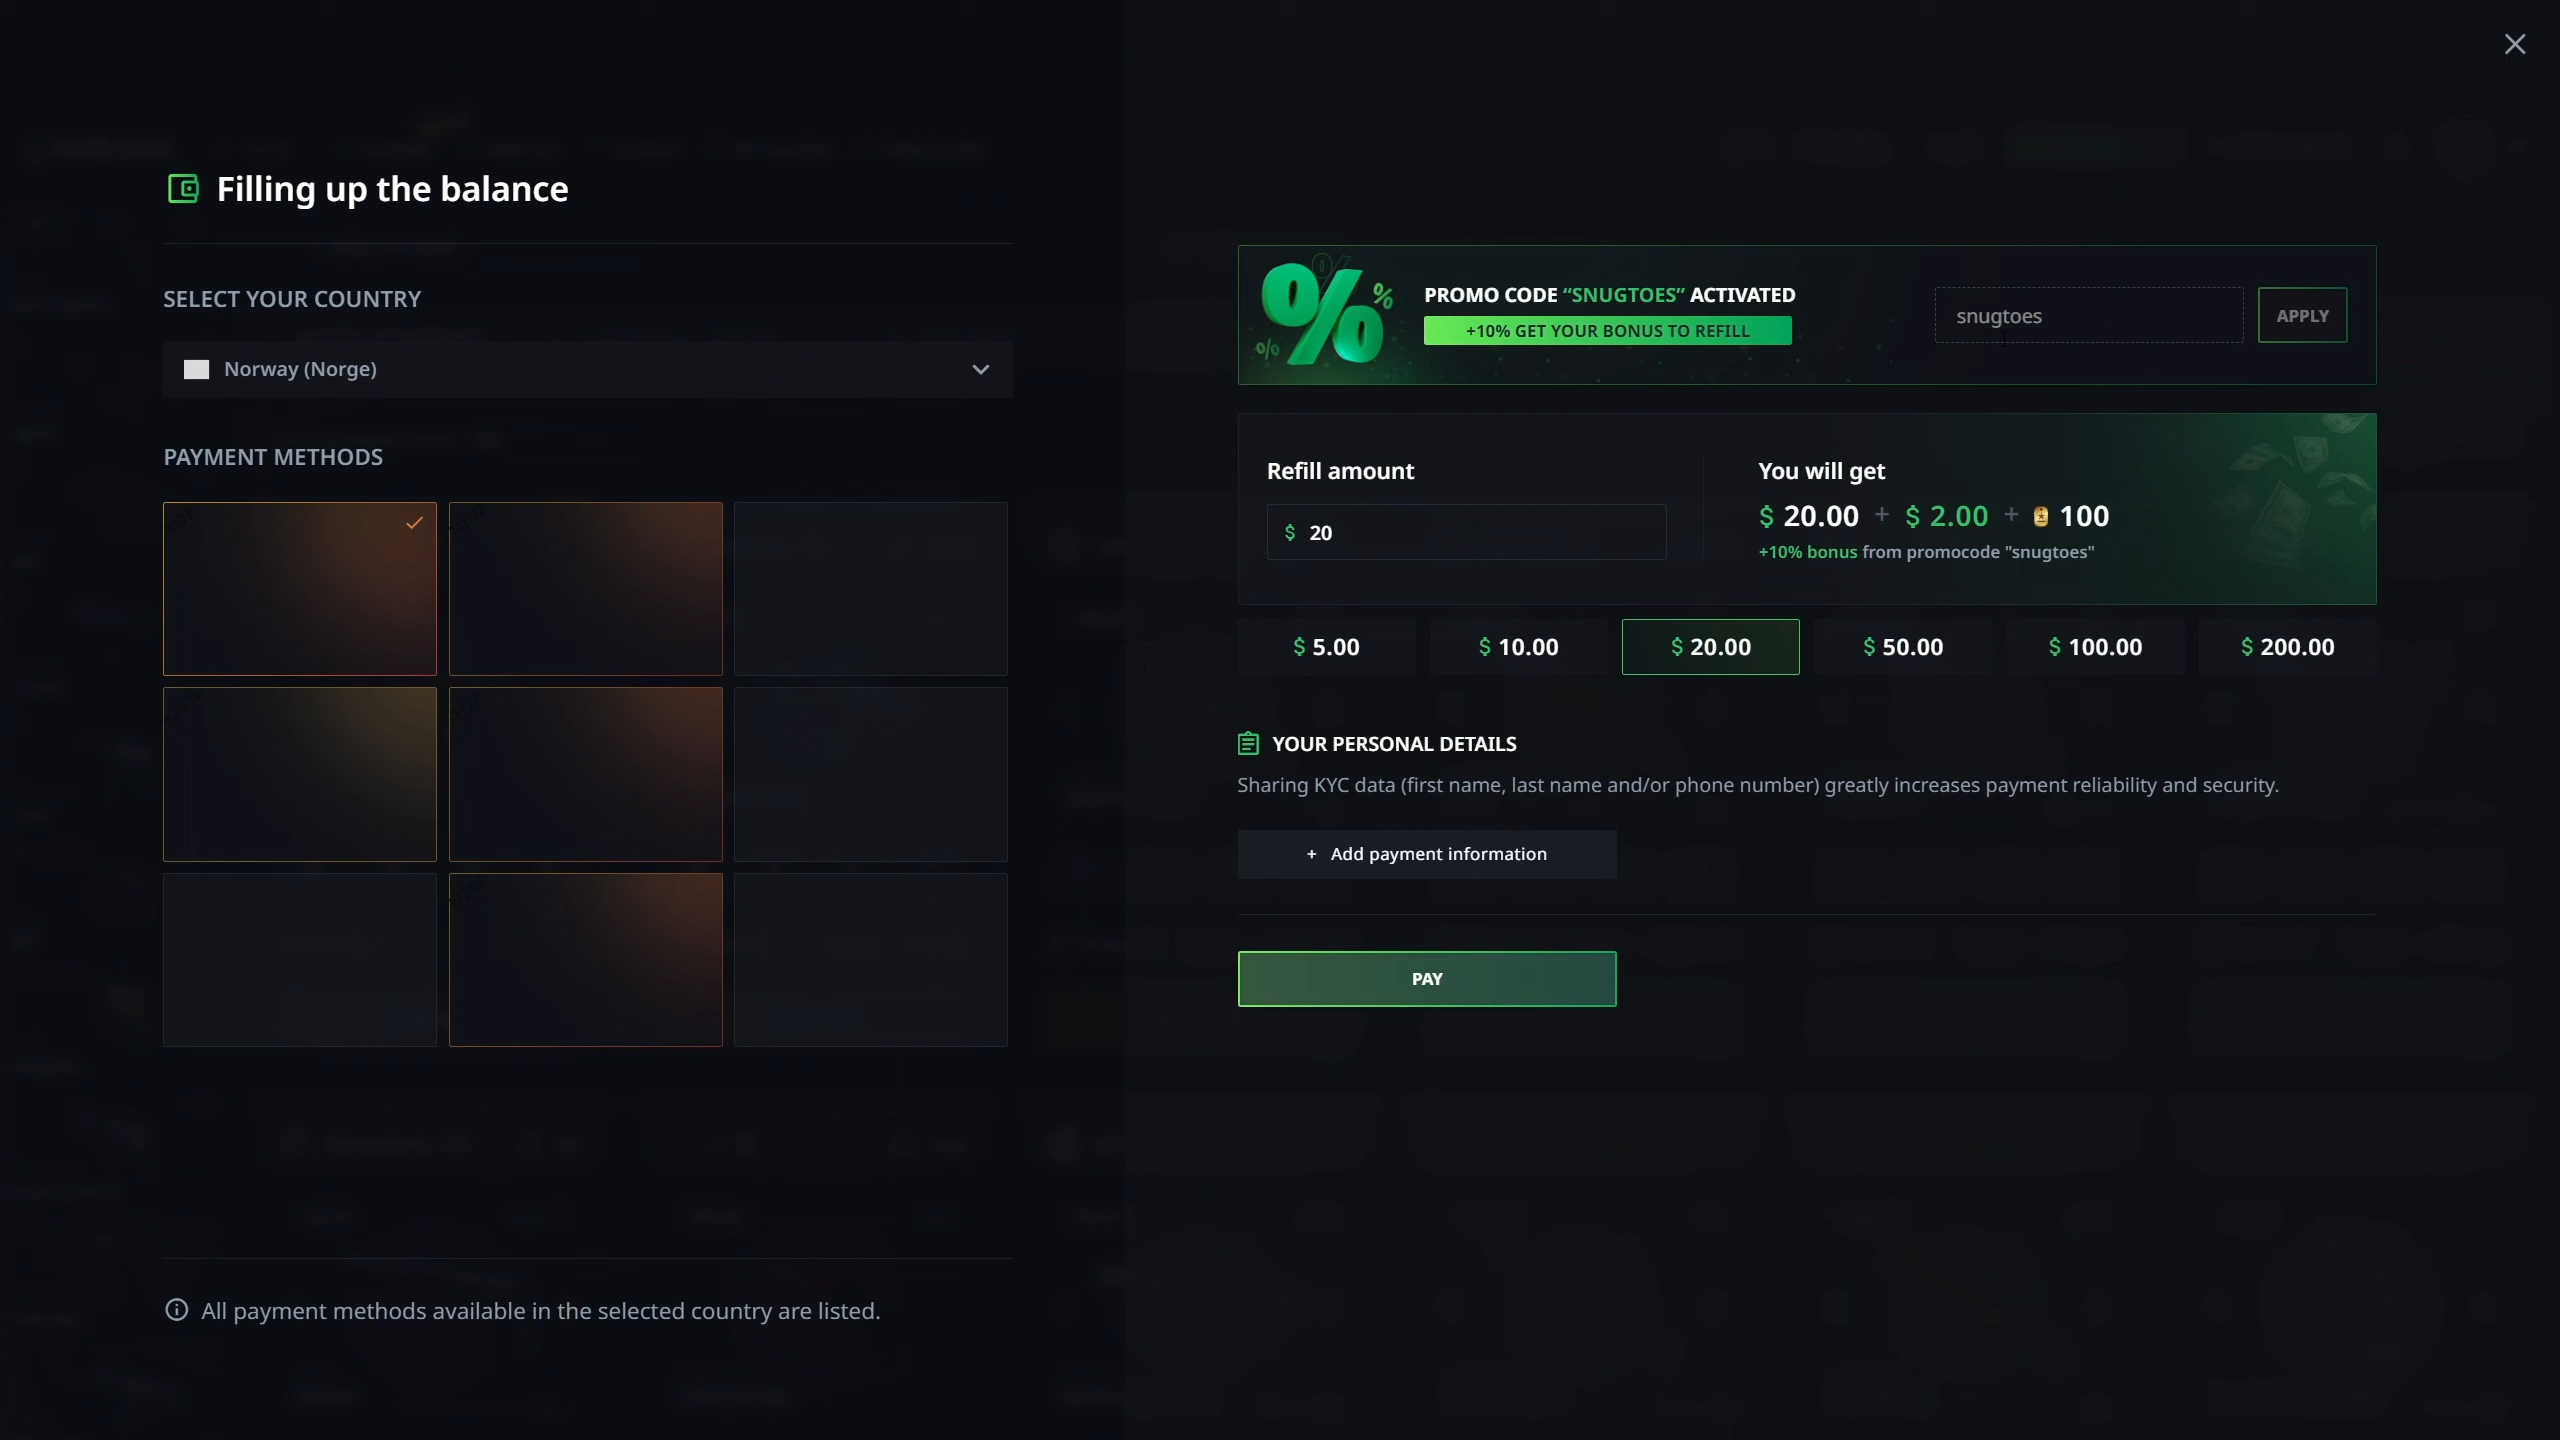 Filling up the balance
SELECT YOUR COUNTRY
Norway (Norge)
PAYMENT METHODS
All payment methods available in the selected country are listed.
PROMO CODE “SNUGTOES” ACTIVATED
+10% GET YOUR BONUS TO REFILL
snugtoes
APPLY
Refill amount
$ 20
You will get
$ 20.00 + $ 2.00 + 100
+10% bonus from promocode "snugtoes"
$ 5.00
$ 10.00
$ 20.00
$ 50.00
$ 100.00
$ 200.00
YOUR PERSONAL DETAILS
Sharing KYC data (first name, last name and/or phone number) greatly increases payment reliability and security.
+ Add payment information
PAY